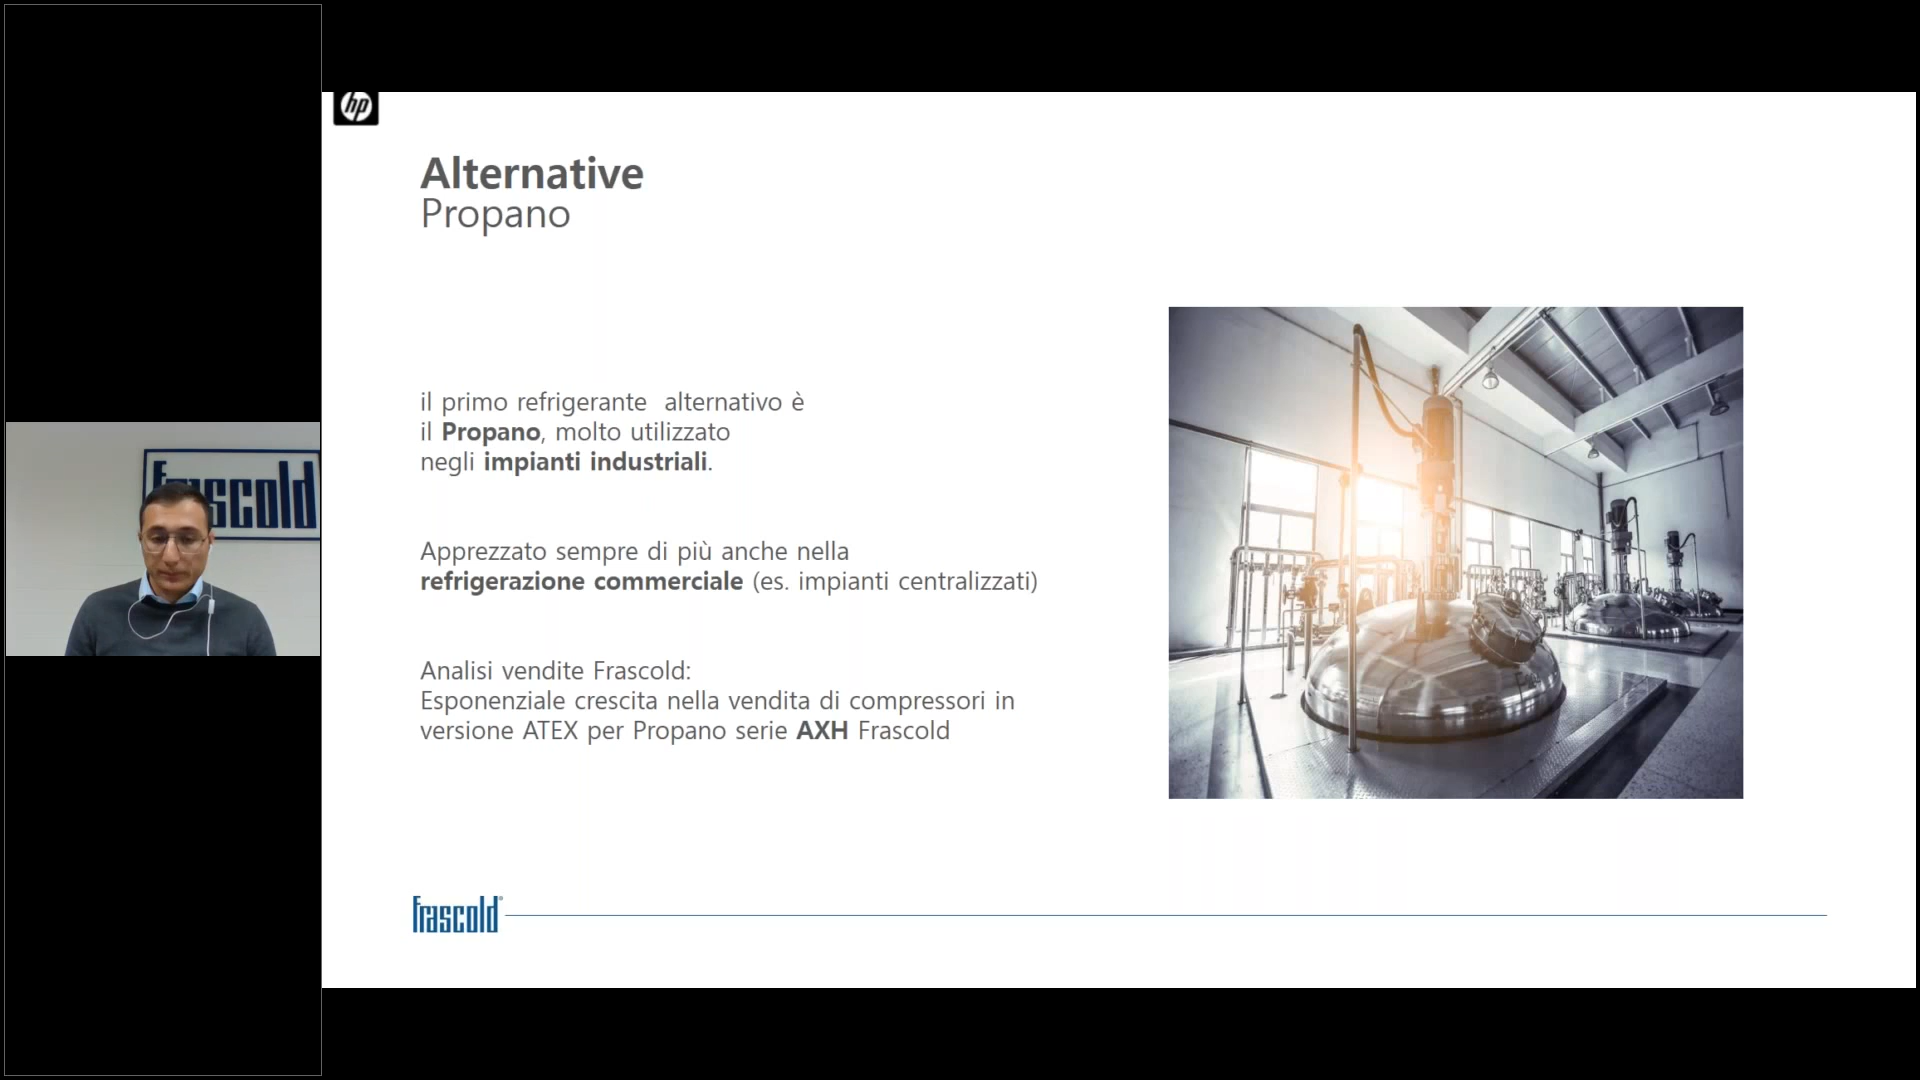 hp
Alternative
Propano
il primo refrigerante alternativo è
il Propano, molto utilizzato
negli impianti industriali.
Apprezzato sempre di più anche nella
refrigerazione commerciale (es. impianti centralizzati)
Analisi vendite Frascold:
Esponenziale crescita nella vendita di compressori in
versione ATEX per Propano serie AXH Frascold
frascold
frascold